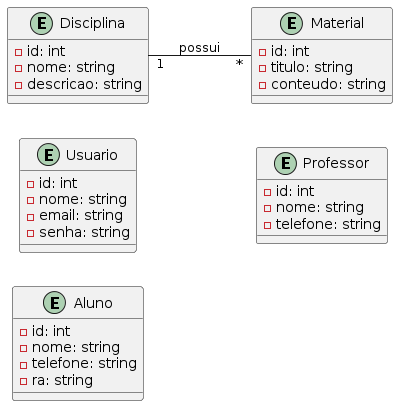 E Disciplina
id: int
nome: string
descricao: string
possui
1
*
E Material
id: int
titulo: string
conteudo: string
E Usuario
id: int
nome: string
email: string
senha: string
E Professor
id: int
nome: string
telefone: string
E Aluno
id: int
nome: string
telefone: string
ra: string